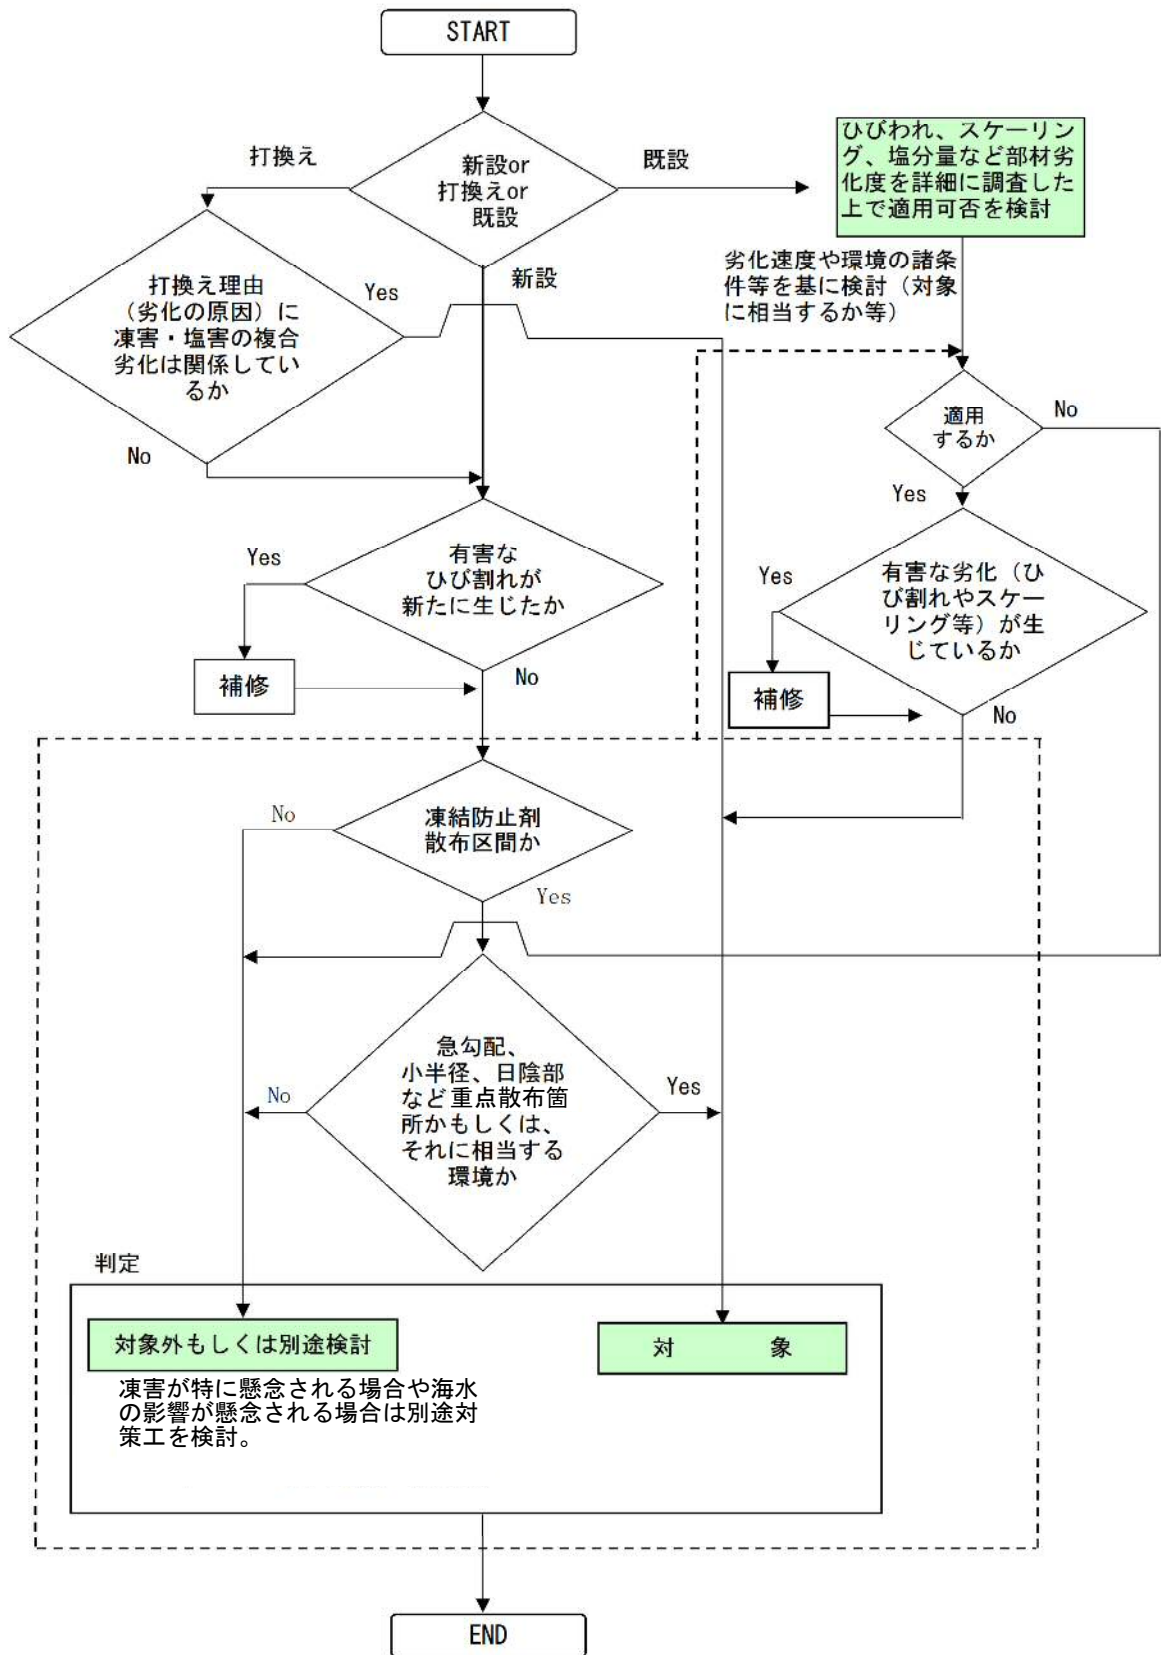 START
打換え
新設or
打換えor
既設
既設
ひびわれ、スケーリン
グ、塩分量など部材劣
化度を詳細に調査した
上で適用可否を検討
打換え理由
（劣化の原因）に
凍害・塩害の複合
劣化は関係してい
るか
Yes
新設
劣化速度や環境の諸条
件等を基に検討（対象
に相当するか等）
No
適用
するか
No
Yes
有害な
ひび割れが
新たに生じたか
Yes
補修
No
有害な劣化（ひ
び割れやスケー
リング等）が生
じているか
Yes
補修
No
凍結防止剤
散布区間か
No
Yes
急勾配、
小半径、日陰部
など重点散布箇
所かもしくは、
それに相当する
環境か
No
Yes
判定
対象外もしくは別途検討
対 象
凍害が特に懸念される場合や海水
の影響が懸念される場合は別途対
策工を検討。
END